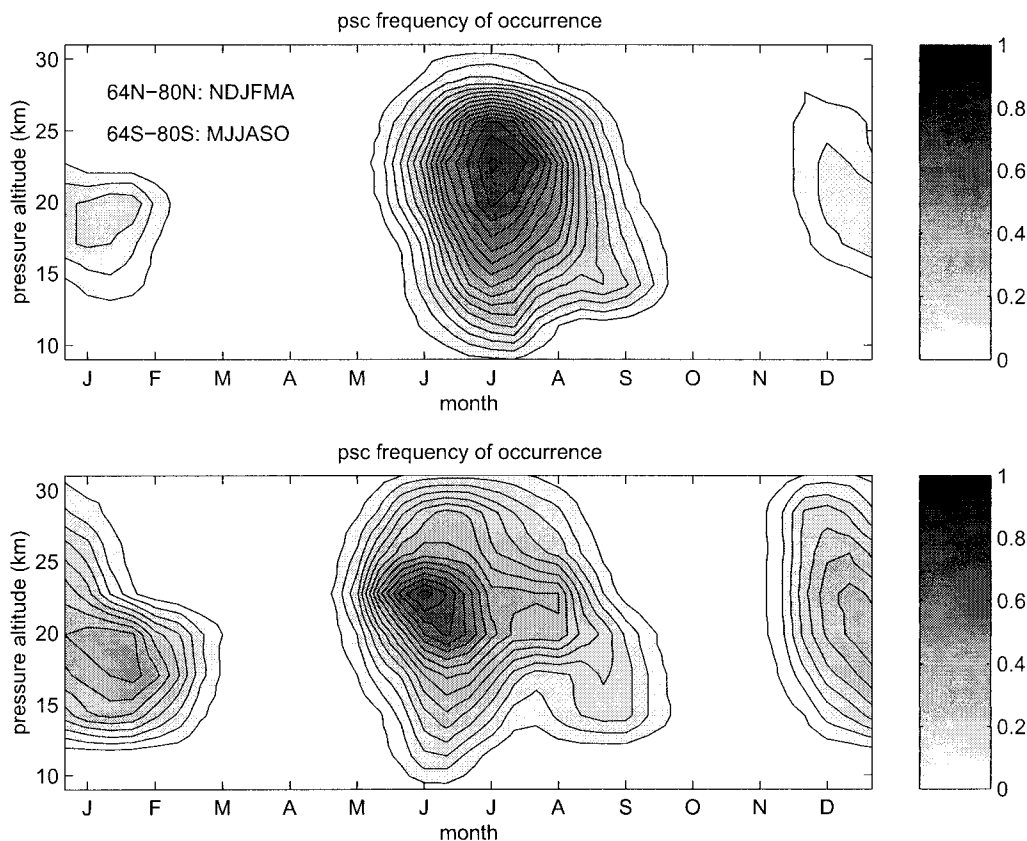 psc frequency of occurrence
30
25
20
15
10
pressure altitude (km)
64N-80N: NDJFMA
64S-80S: MJJASO
J F M A M J J A S O N D
month
1
0.8
0.6
0.4
0.2
0
psc frequency of occurrence
30
25
20
15
10
pressure altitude (km)
J F M A M J J A S O N D
month
1
0.8
0.6
0.4
0.2
0